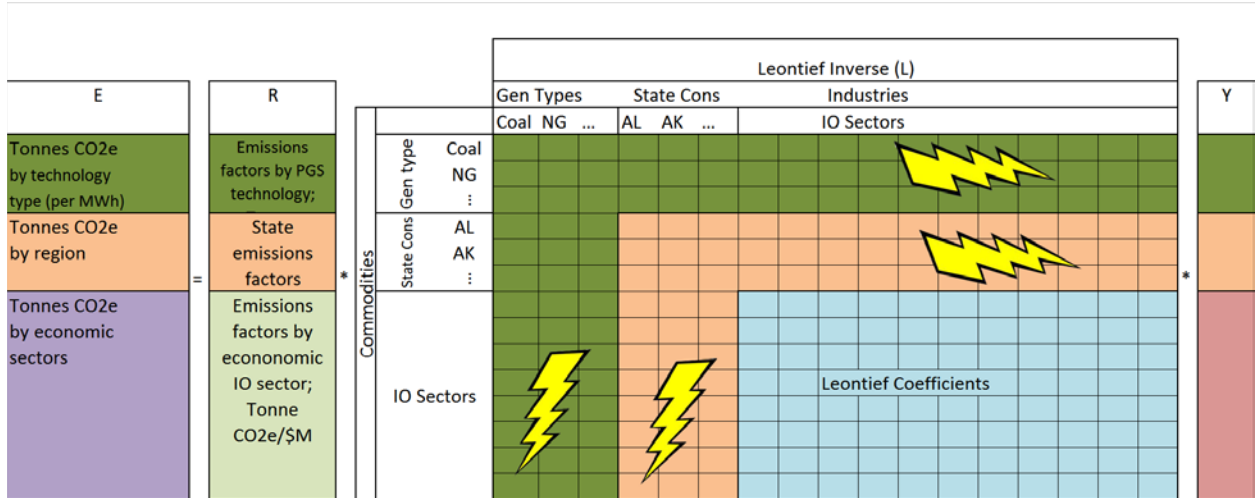 Leontief Inverse (L)
E
R
Gen Types
State Cons
Industries
Y
Coal NG ...
AL AK ...
IO Sectors
Tonnes CO2e
by technology
type (per MWh)
Emissions
factors by PGS
technology;
Gen type
Coal
NG
⋮
Tonnes CO2e
by region
=
State
emissions
factors
*
Commodities
State Cons
AL
AK
⋮
*
Tonnes CO2e
by economic
sectors
Emissions
factors by
econonomic
IO sector;
Tonne
CO2e/$M
IO Sectors
Leontief Coefficients